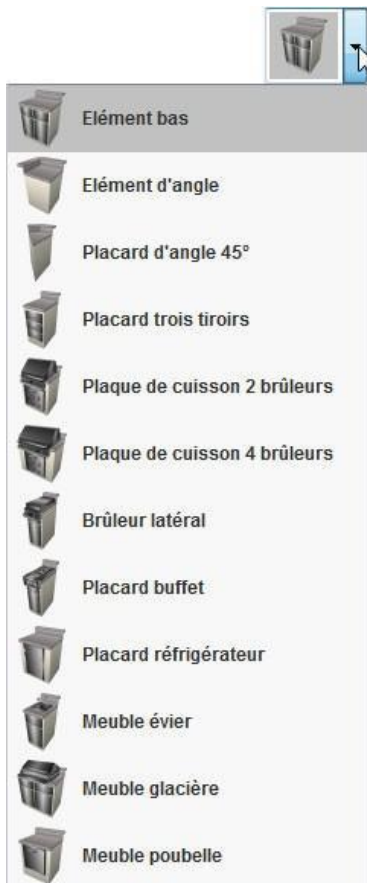 Elément bas
Elément d'angle
Placard d'angle 45°
Placard trois tiroirs
Plaque de cuisson 2 brûleurs
Plaque de cuisson 4 brûleurs
Brûleur latéral
Placard buffet
Placard réfrigérateur
Meuble évier
Meuble glacière
Meuble poubelle